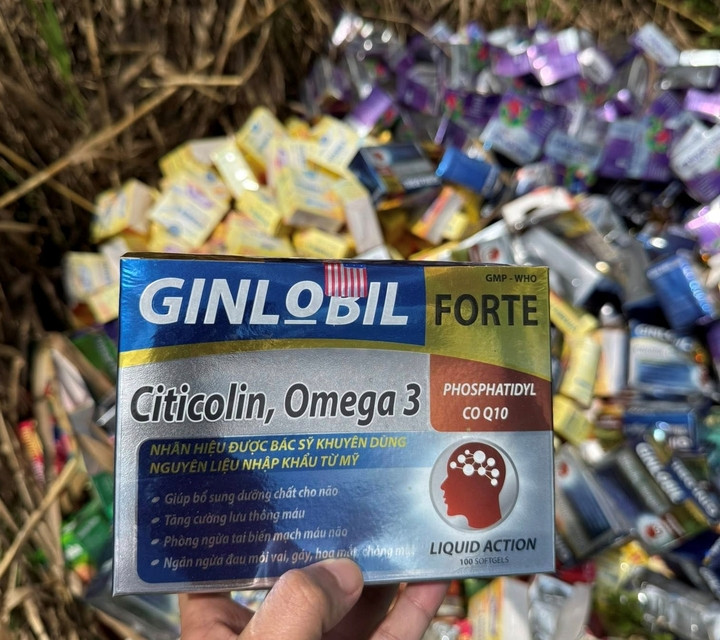 GMP - WHO
GINLOBIL FORTE
Citicolin, Omega 3
PHOSPHATIDYL
CO Q10
NHÃN HIỆU ĐƯỢC BÁC SỸ KHUYÊN DÙNG
NGUYÊN LIỆU NHẬP KHẨU TỪ MỸ
Giúp bổ sung dưỡng chất cho não
Tăng cường lưu thông máu
Phòng ngừa tai biến mạch máu não
Ngăn ngừa đau mỏi vai, gáy, hoa mắt, chóng mặt
LIQUID ACTION
100 SOFTGELS
GINLOBIL